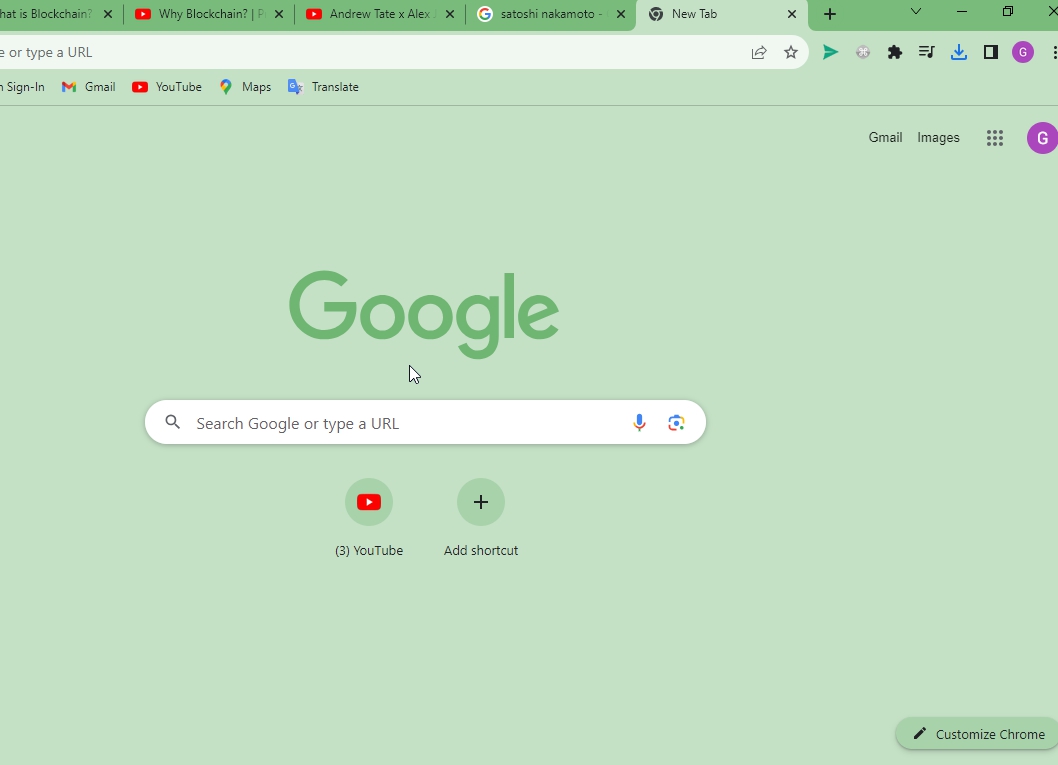 hat is Blockchain?
Why Blockchain? | P
Andrew Tate x Alex J
satoshi nakamoto -
New Tab
e or type a URL
G
n Sign-In
Gmail
YouTube
Maps
Translate
Gmail
Images
G
Google
Search Google or type a URL
(3) YouTube
Add shortcut
Customize Chrome